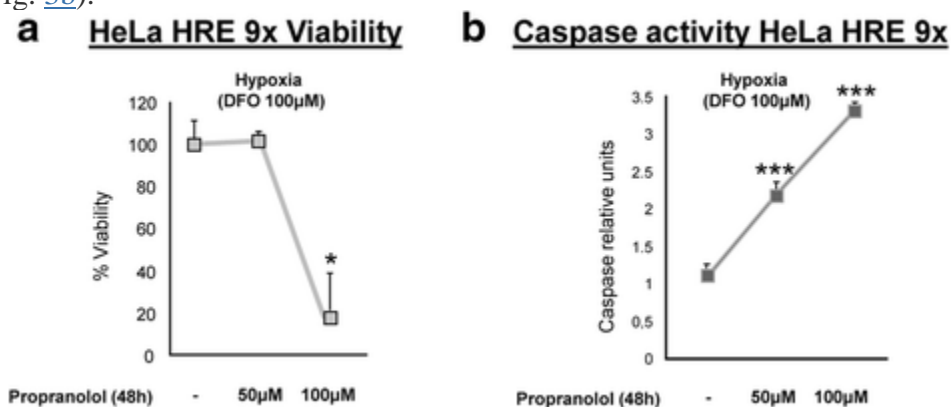 ig. 3b).
a HeLa HRE 9x Viability
Hypoxia
(DFO 100µM)
120
100
80
60
40
20
0
% Viability
*
Propranolol (48h) - 50µM 100µM
b Caspase activity HeLa HRE 9x
Hypoxia
(DFO 100µM)
3.5
3
2.5
2
1.5
1
0,5
0
Caspase relative units
***
***
Propranolol (48h) - 50µM 100µM